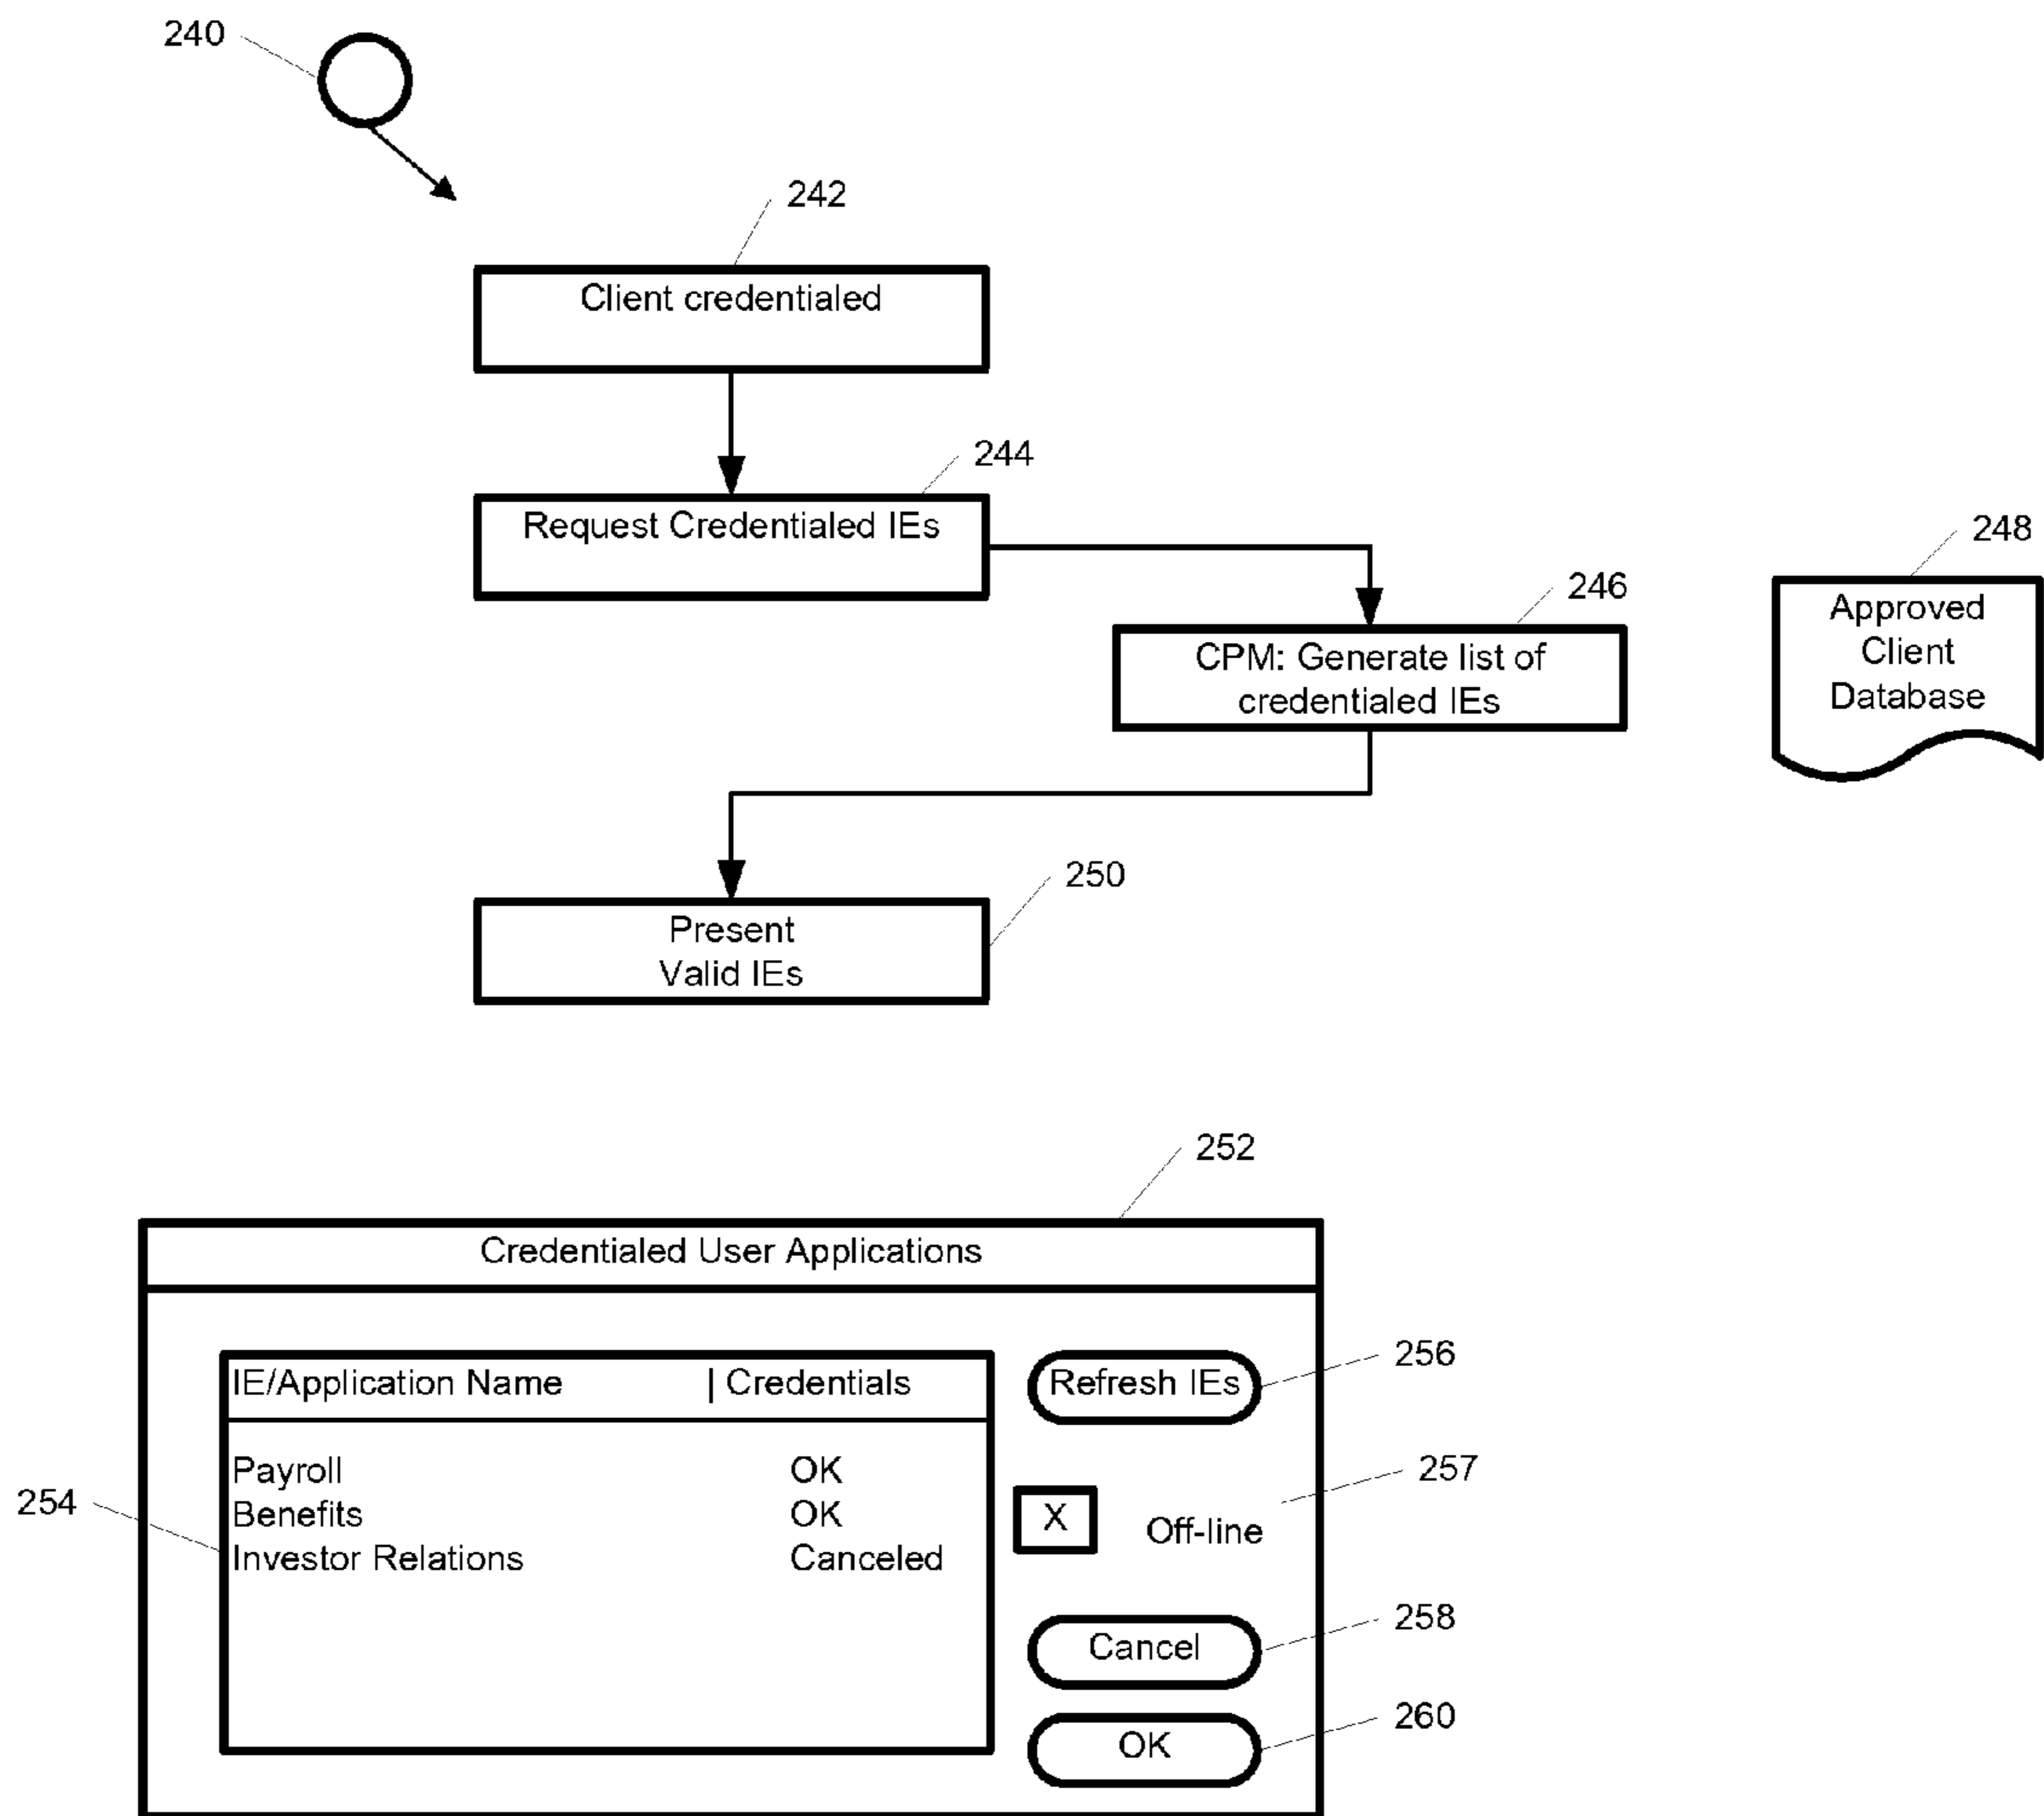 240
242
Client credentialed
244
Request Credentialed IEs
248
246
Approved
Client
Database
CPM: Generate list of
credentialed IEs
250
Present
Valid IEs
252
Credentialed User Applications
IE/Application Name | Credentials
Refresh IEs
256
Payroll OK
Benefits OK
Investor Relations Canceled
254
X Off-line
257
Cancel
258
OK
260